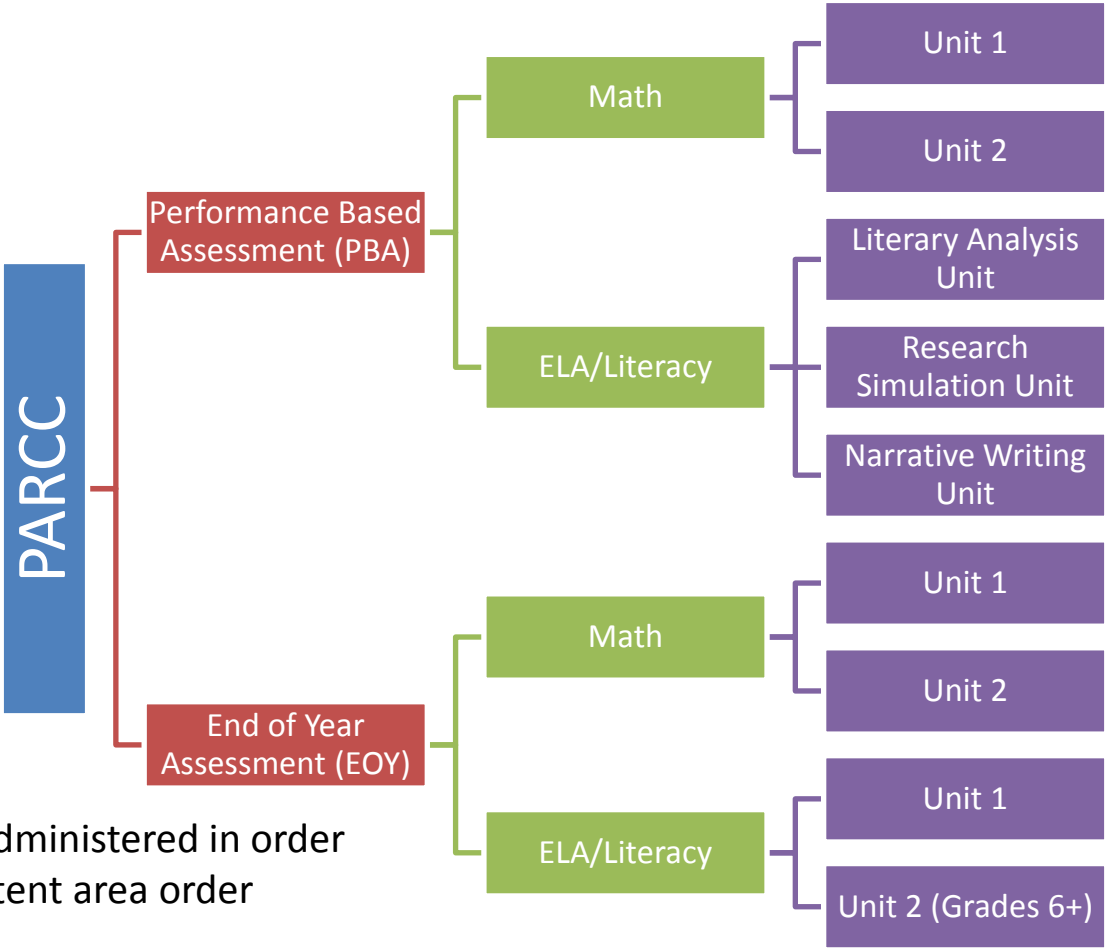 PARCC
Performance Based
Assessment (PBA)
Math
Unit 1
Unit 2
ELA/Literacy
Literary Analysis
Unit
Research
Simulation Unit
Narrative Writing
Unit
End of Year
Assessment (EOY)
Math
Unit 1
Unit 2
ELA/Literacy
Unit 1
Unit 2 (Grades 6+)
in order
area order